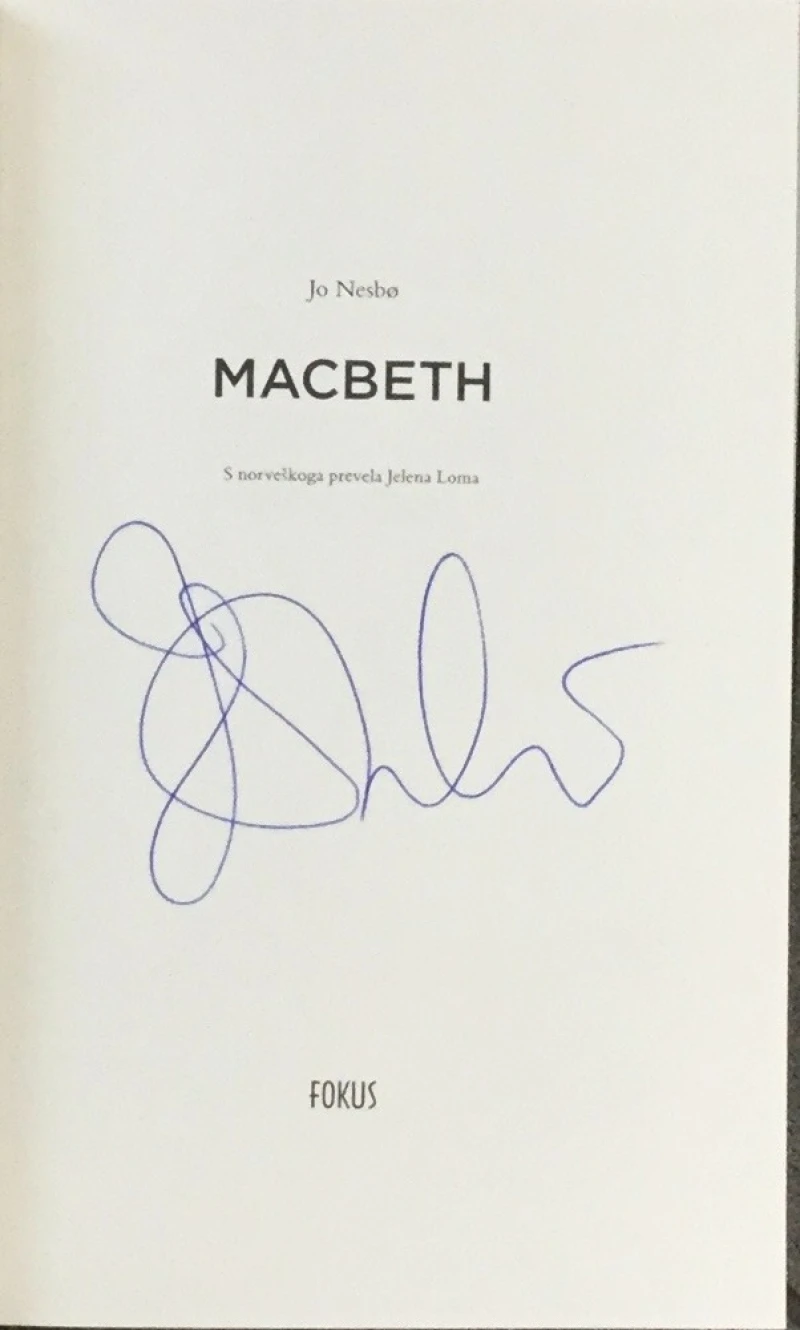 Jo Nesbø
MACBETH
S norveškoga prevela Jelena Loma
FOKUS